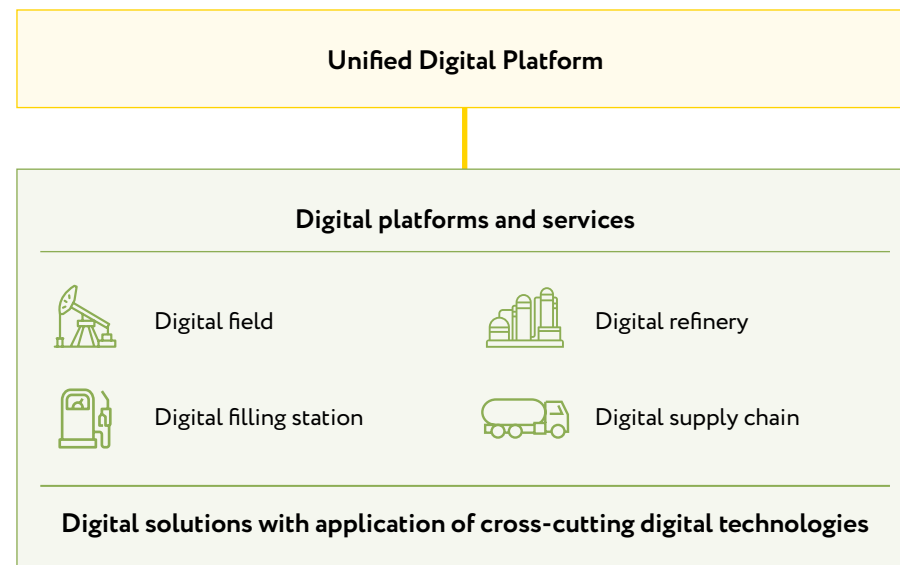 Unified Digital Platform
Digital platforms and services
Digital field
Digital refinery
Digital filling station
Digital supply chain
Digital solutions with application of cross-cutting digital technologies